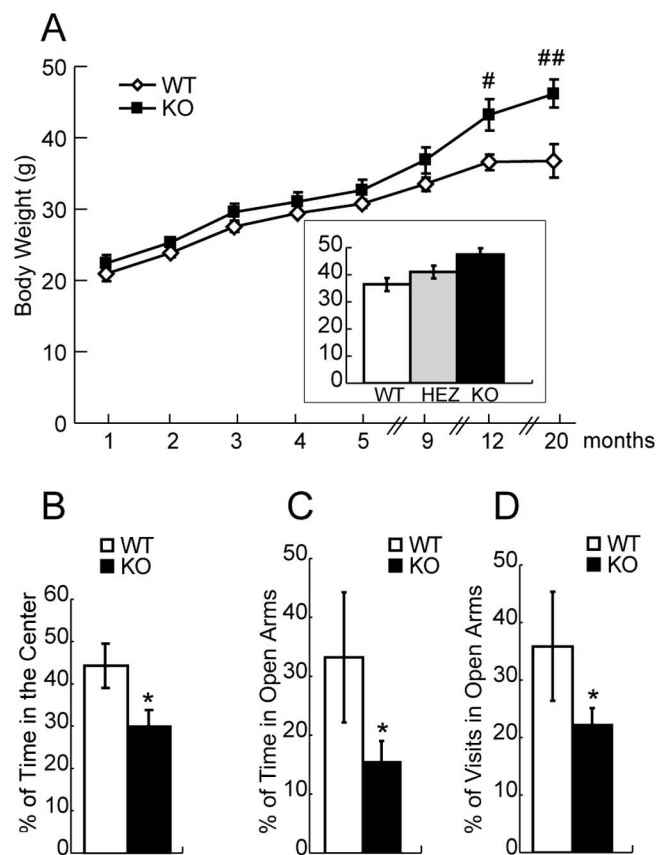 A
WT
KO
# ##
Body Weight (g)
50
40
30
20
10
0
50
40
30
20
10
0
WT HEZ KO
1 2 3 4 5 9 12 20 months
B
WT
KO
% of Time in the Center
60
50
40
30
20
10
0
*
C
WT
KO
% of Time in Open Arms
50
40
30
20
10
0
*
D
WT
KO
% of Visits in Open Arms
50
40
30
20
10
0
*